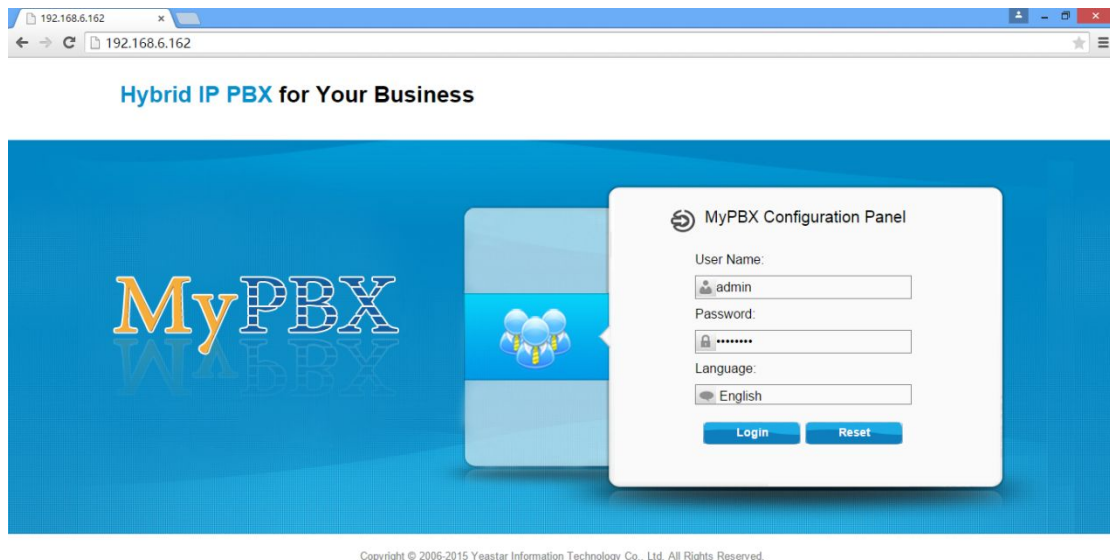 192.168.6.162
192.168.6.162
Hybrid IP PBX for Your Business
MyPBX
MyPBX Configuration Panel
User Name:
admin
Password:
••••••••
Language:
English
Login Reset
Copyright © 2006-2015 Yeastar Information Technology Co., Ltd. All Rights Reserved.